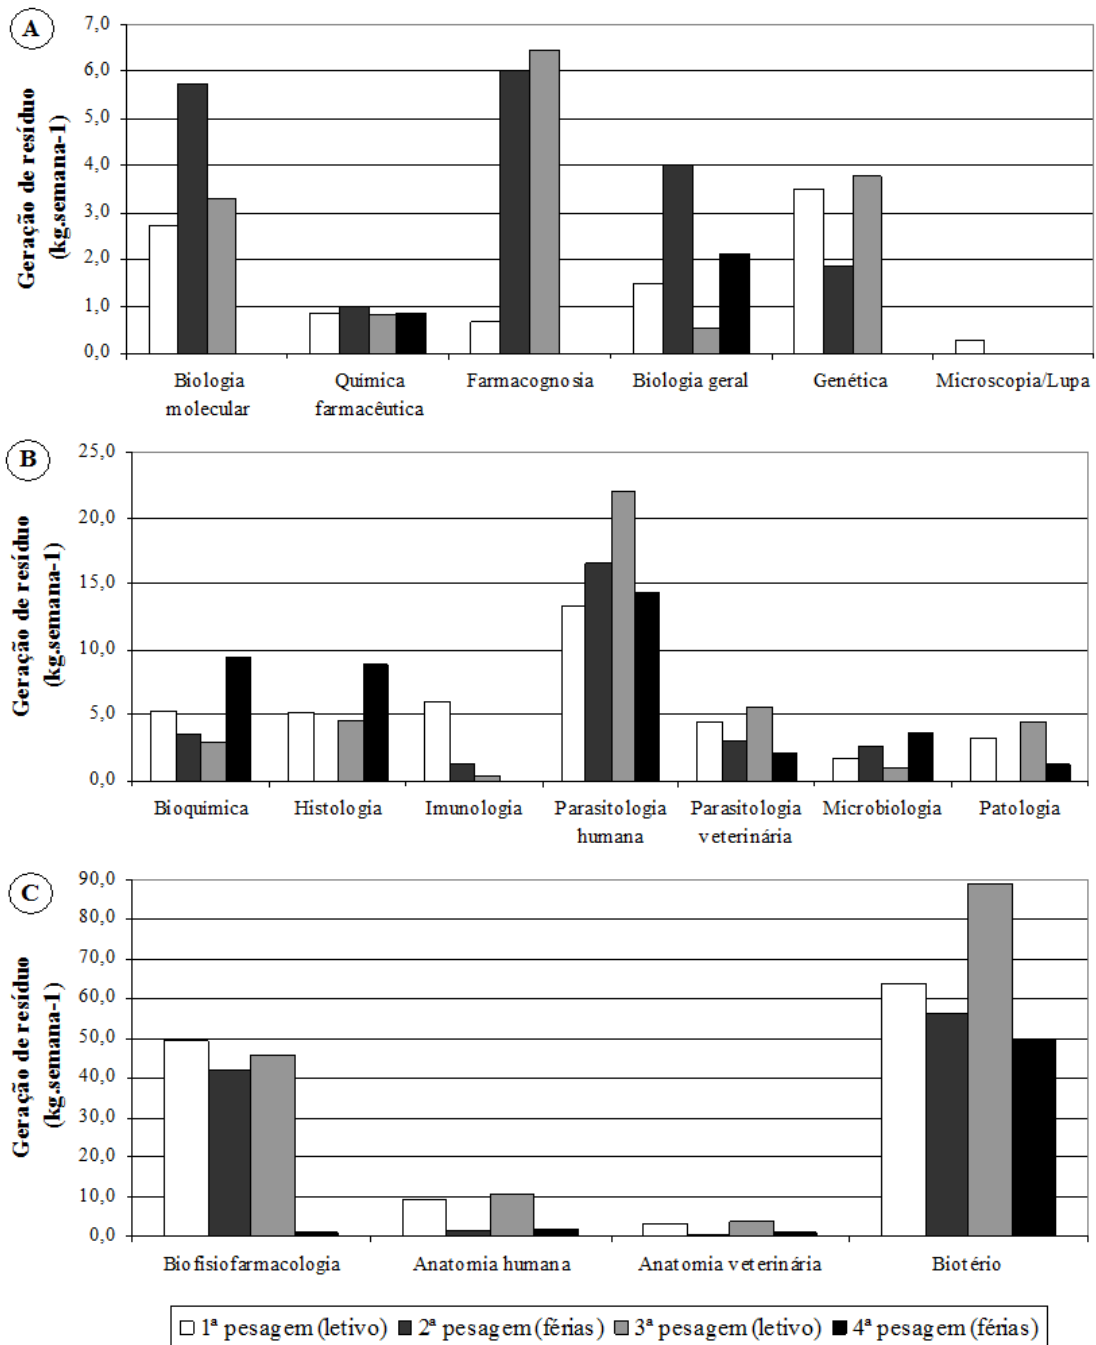 A
Geração de resíduo
(kg.semana-1)
7,0
6,0
5,0
4,0
3,0
2,0
1,0
0,0
Biologia
molecular
Química
farmacêutica
Farmacognosia
Biologia geral
Genética
Microscopia/Lupa
B
Geração de resíduo
(kg.semana-1)
25,0
20,0
15,0
10,0
5,0
0,0
Bioquimica
Histologia
Imunologia
Parasitologia
humana
Parasitologia
veterinária
Microbiologia
Patologia
C
Geração de resíduo
(kg.semana-1)
90,0
80,0
70,0
60,0
50,0
40,0
30,0
20,0
10,0
0,0
Biofisiofarmacologia
Anatomia humana
Anatomia veterinária
Biotério
1ª pesagem (letivo) 2ª pesagem (férias) 3ª pesagem (letivo) 4ª pesagem (férias)